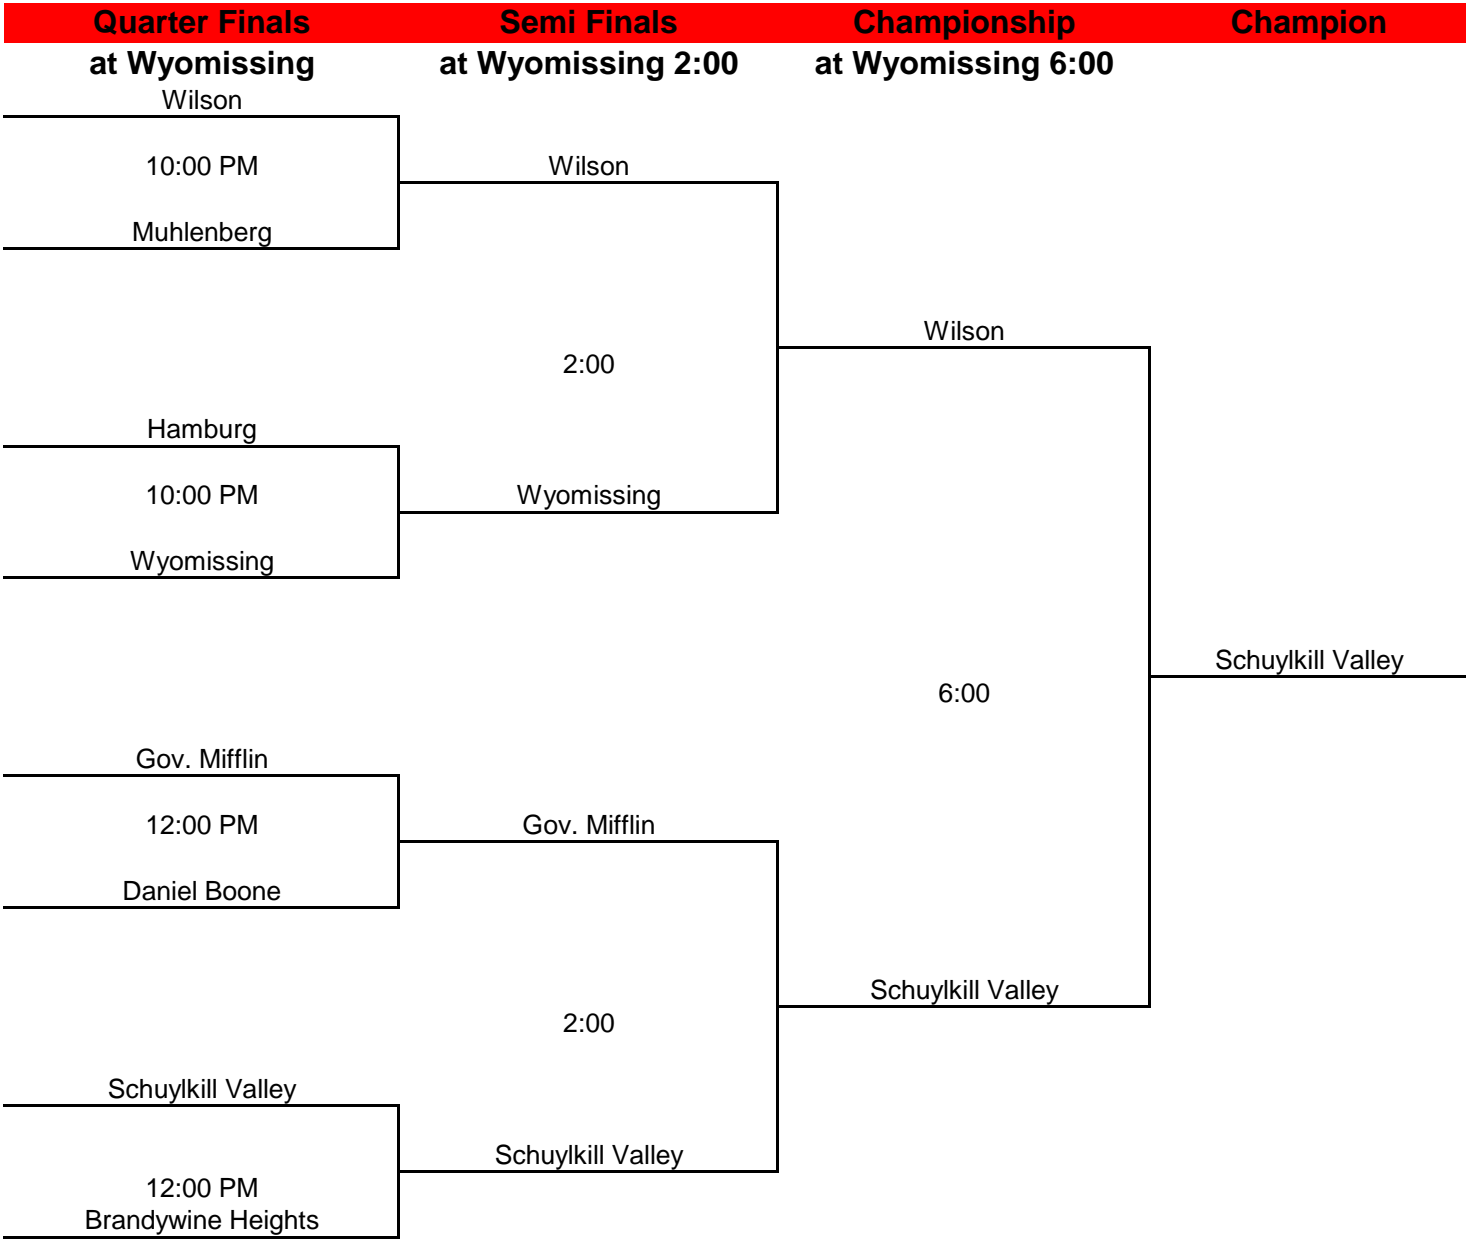 Quarter Finals Semi Finals Championship Champion
at Wyomissing at Wyomissing 2:00 at Wyomissing 6:00
Wilson
10:00 PM Wilson
Muhlenberg
Wilson
2:00
Hamburg
10:00 PM Wyomissing
Wyomissing
Schuylkill Valley
6:00
Gov. Mifflin
12:00 PM Gov. Mifflin
Daniel Boone
Schuylkill Valley
2:00
Schuylkill Valley
Schuylkill Valley
12:00 PM
Brandywine Heights